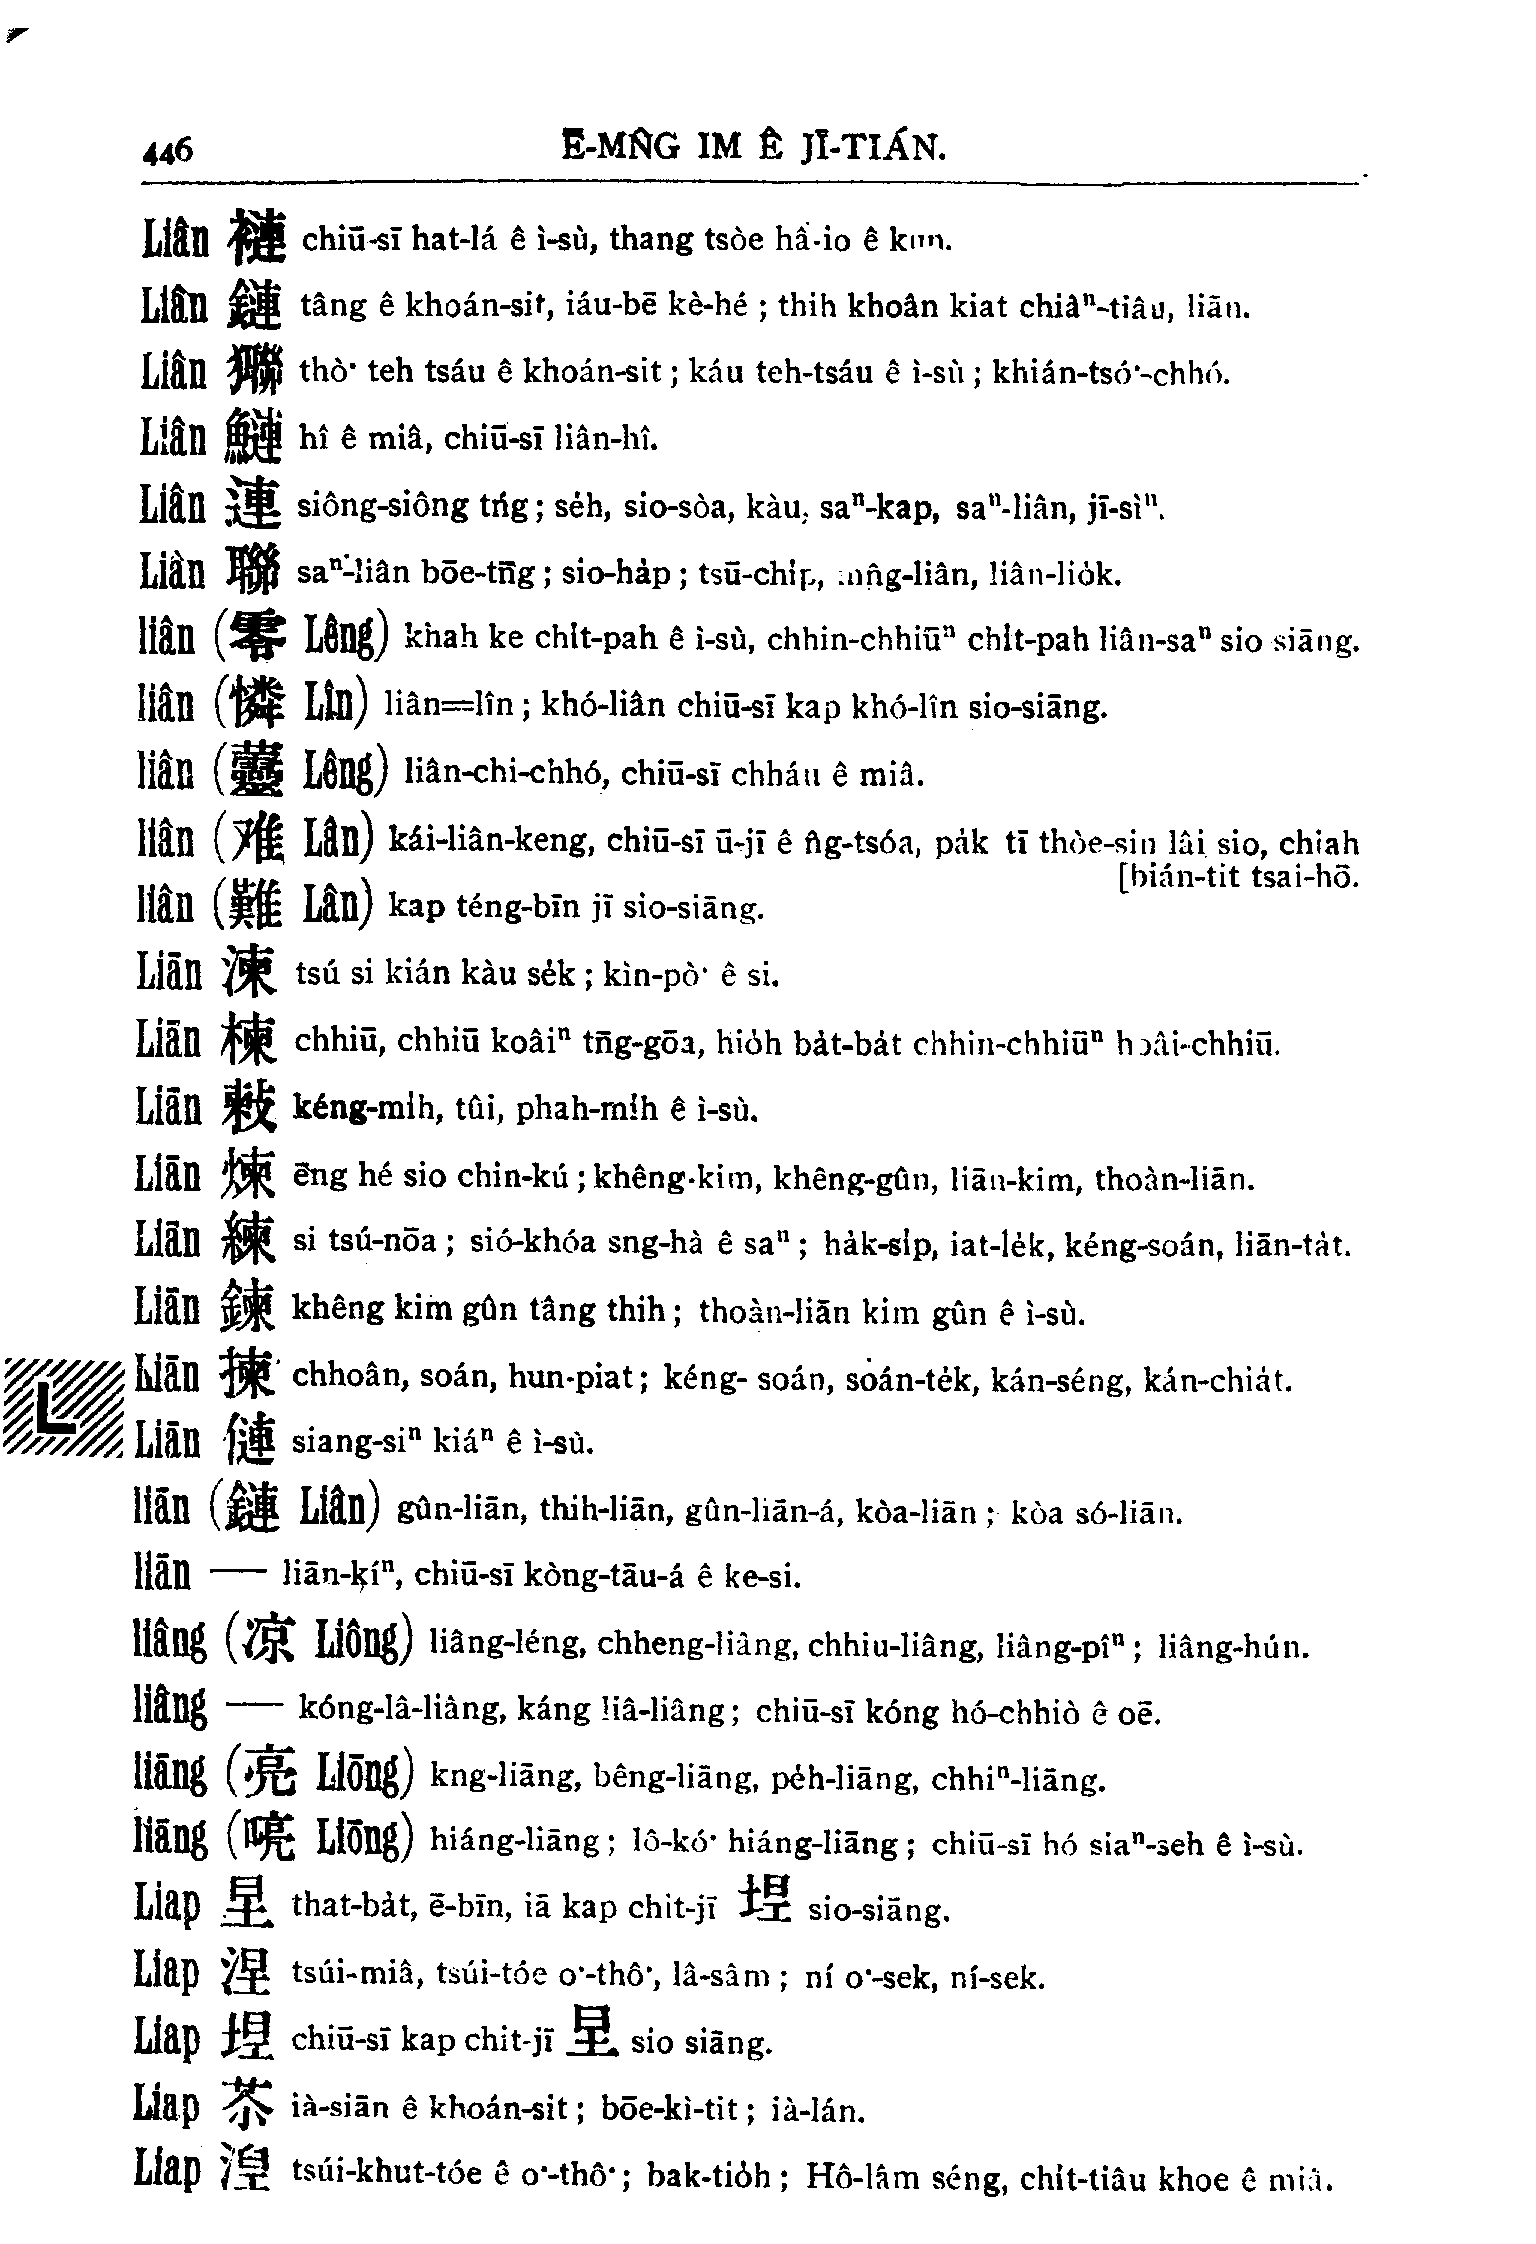 446 Ē-MN̂G IM Ê JĪ-TIÁN.
Liân 褳 chiū-sī hat-lá ê ì-sù, thang tsòe hâ-io ê kun.
Liân 鏈 tâng ê khoán-sit, iáu-bē kè-hé ; thih khoân kiat chiâⁿ-tiâu, liān.
Liân 㺦 thò͘ teh tsáu ê khoán-sit ; káu teh-tsáu ê ì-sù ; khián-tsó͘-chhó.
Liân 鰱 hî ê miâ, chiū-sī liân-hî.
Liân 連 siông-siông tńg ; se̍h, sio-sòa, kàu, saⁿ-kap, saⁿ-liân, jī-sìⁿ.
Liân 聯 saⁿ-liân bōe-tn̄g ; sio-ha̍p ; tsū-chi̍p, mn̂g-liân, liân-lio̍k.
liân (零 Lêng) khah ke chi̍t-pah ê ì-sù, chhin-chhiūⁿ chi̍t-pah liân-saⁿ sio siāng.
liân (憐 Lîn) liân=lîn ; khó-liân chiū-sī kap khó-lîn sio-siāng.
liân (Lêng) liân-chi-chhó, chiū-sī chháu ê miâ.
liân (难 Lân) kái-liân-keng, chiū-sī ū-jī ê n̂g-tsóa, pa̍k tī thòe-sin lâi sio, chiah
[bián-tit tsai-hō.
liân (難 Lân) kap téng-bīn jī sio-siāng.
Liān 湅 tsú si kián kàu se̍k ; kìn-pò͘ ê si.
Liān 楝 chhiū, chhiū koâiⁿ tn̄g-gōa, hio̍h ba̍t-ba̍t chhin-chhiūⁿ hoâi-chhiū.
Liān 敕 kéng-mi̍h, tûi, phah-mi̍h ê ì-sù.
Liān 煉 ēng hé sio chin-kú ; khêng-kim, khêng-gûn, liān-kim, thoàn-liān.
Liān 練 si tsú-nōa ; sió-khóa sng-hà ê saⁿ ; ha̍k-si̍p, iat-le̍k, kéng-soán, liān-ta̍t.
Liān 鍊 khêng kim gûn tâng thih ; thoàn-liān kim gûn ê ì-sù.
L
Liān 揀 chhoân, soán, hun-piat ; kéng- soán, soán-te̍k, kán-séng, kán-chia̍t.
Liān 僆 siang-siⁿ kiáⁿ ê ì-sù.
liān (鏈 Liân) gûn-liān, thih-liān, gûn-liān-á, kòa-liān ; kòa só-liān.
liān — liān-kíⁿ, chiū-sī kòng-tāu-á ê ke-si.
liâng (凉 Liông) liâng-léng, chheng-liâng, chhiu-liâng, liâng-pîⁿ ; liâng-hún.
liâng — kóng-lâ-liâng, káng liâ-liâng ; chiū-sī kóng hó-chhiò ê oē.
liāng (亮 Liōng) kng-liāng, bêng-liāng, pe̍h-liāng, chhiⁿ-liāng.
liāng (喨 Liōng) hiáng-liāng ; lô-kó͘ hiáng-liāng ; chiū-sī hó siaⁿ-seh ê ì-sù.
Liap 㘿 that-ba̍t, ē-bīn, iā kap chit-jī 埕 sio-siāng.
Liap 涅 tsúi-miâ, tsúi-tóe o͘-thô͘, lâ-sâm ; ní o͘-sek, ní-sek.
Liap 埕 chiū-sī kap chit-jī 㘿 sio siāng.
Liap 苶 ià-siān ê khoán-sit ; bōe-kì-tit ; ià-lán.
Liap 湼 tsúi-khut-tóe ê o͘-thô͘ ; bak-tio̍h ; Hô-lâm séng, chi̍t-tiâu khoe ê miâ.